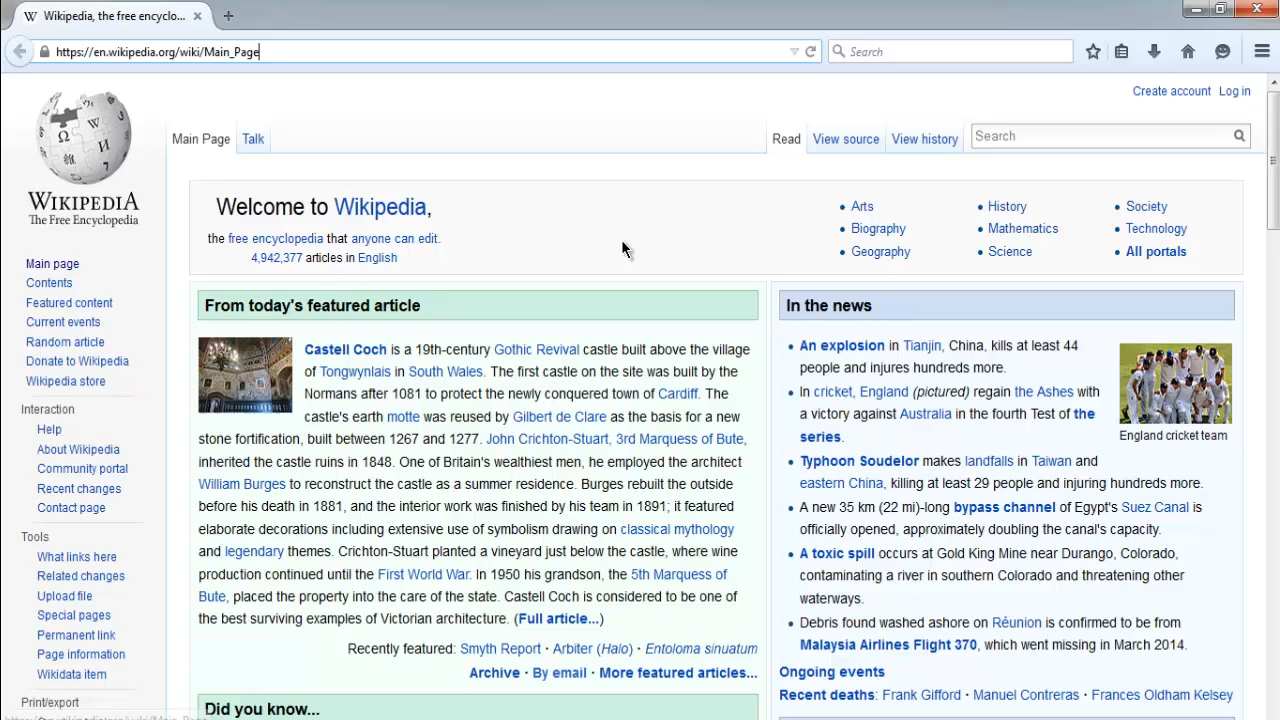 Wikipedia, the free encyclo...
https://en.wikipedia.org/wiki/Main_Page
Search
Create account Log in
Main Page Talk
Read View source View history
Search
WIKIPEDIA
The Free Encyclopedia
Main page
Contents
Featured content
Current events
Random article
Donate to Wikipedia
Wikipedia store
Interaction
Help
About Wikipedia
Community portal
Recent changes
Contact page
Tools
What links here
Related changes
Upload file
Special pages
Permanent link
Page information
Wikidata item
Print/export
Welcome to Wikipedia,
the free encyclopedia that anyone can edit.
4,942,377 articles in English
Arts
Biography
Geography
History
Mathematics
Science
Society
Technology
All portals
From today's featured article
Castell Coch is a 19th-century Gothic Revival castle built above the village
of Tongwynlais in South Wales. The first castle on the site was built by the
Normans after 1081 to protect the newly conquered town of Cardiff. The
castle's earth motte was reused by Gilbert de Clare as the basis for a new
stone fortification, built between 1267 and 1277. John Crichton-Stuart, 3rd Marquess of Bute,
inherited the castle ruins in 1848. One of Britain's wealthiest men, he employed the architect
William Burges to reconstruct the castle as a summer residence. Burges rebuilt the outside
before his death in 1881, and the interior work was finished by his team in 1891; it featured
elaborate decorations including extensive use of symbolism drawing on classical mythology
and legendary themes. Crichton-Stuart planted a vineyard just below the castle, where wine
production continued until the First World War. In 1950 his grandson, the 5th Marquess of
Bute, placed the property into the care of the state. Castell Coch is considered to be one of
the best surviving examples of Victorian architecture. (Full article...)
Recently featured: Smyth Report · Arbiter (Halo) · Entoloma sinuatum
Archive · By email · More featured articles...
Did you know...
In the news
An explosion in Tianjin, China, kills at least 44
people and injures hundreds more.
In cricket, England (pictured) regain the Ashes with
a victory against Australia in the fourth Test of the
series.
England cricket team
Typhoon Soudelor makes landfalls in Taiwan and
eastern China, killing at least 29 people and injuring hundreds more.
A new 35 km (22 mi)-long bypass channel of Egypt's Suez Canal is
officially opened, approximately doubling the canal's capacity.
A toxic spill occurs at Gold King Mine near Durango, Colorado,
contaminating a river in southern Colorado and threatening other
waterways.
Debris found washed ashore on Réunion is confirmed to be from
Malaysia Airlines Flight 370, which went missing in March 2014.
Ongoing events
Recent deaths: Frank Gifford · Manuel Contreras · Frances Oldham Kelsey